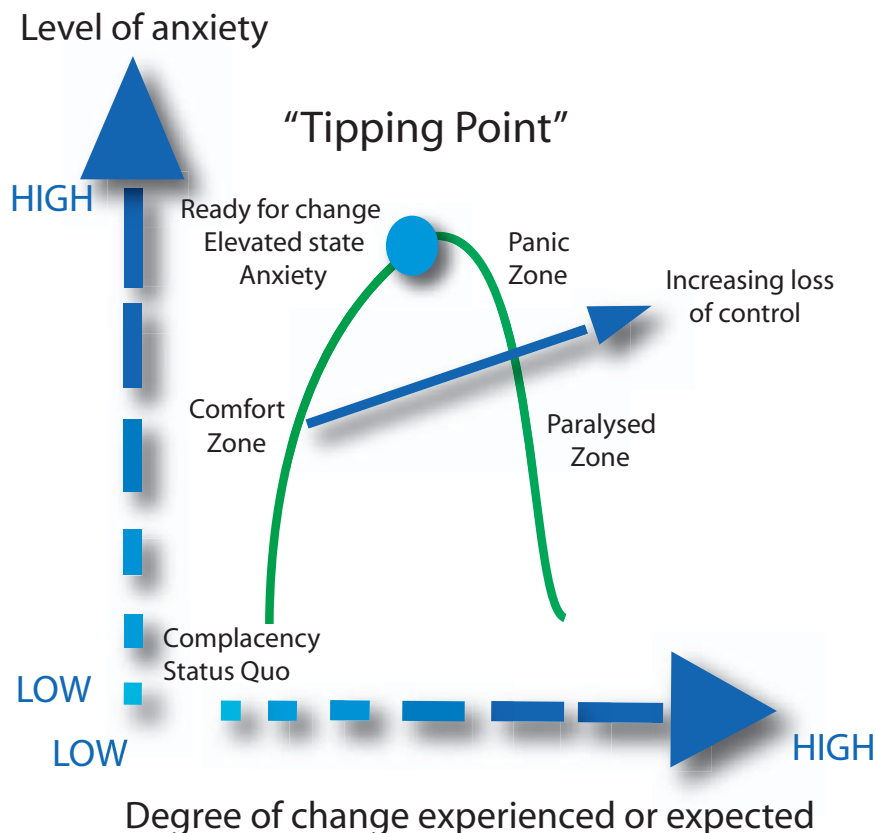 Level of anxiety
“Tipping Point”
HIGH
Ready for change
Elevated state
Anxiety
Panic
Zone
Increasing loss
of control
Comfort
Zone
Paralysed
Zone
Complacency
Status Quo
LOW
LOW
HIGH
Degree of change experienced or expected